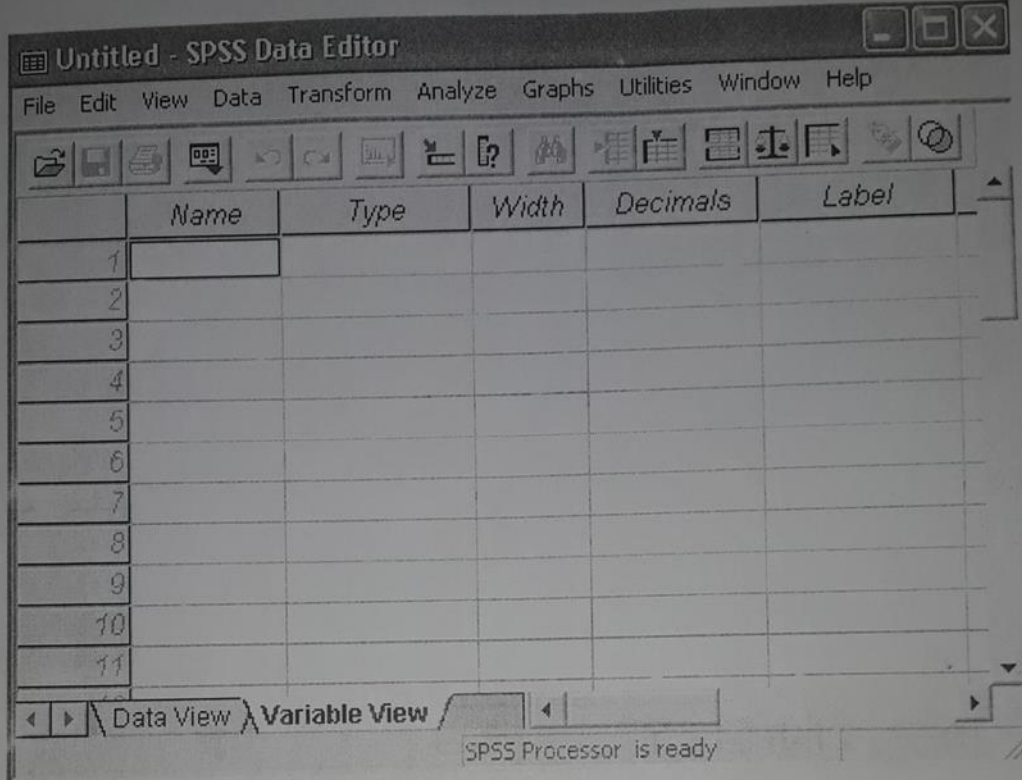 Untitled - SPSS Data Editor
File Edit View Data Transform Analyze Graphs Utilities Window Help
Name Type Width Decimals Label
1
2
3
4
5
6
7
8
9
10
11
Data View Variable View
SPSS Processor is ready